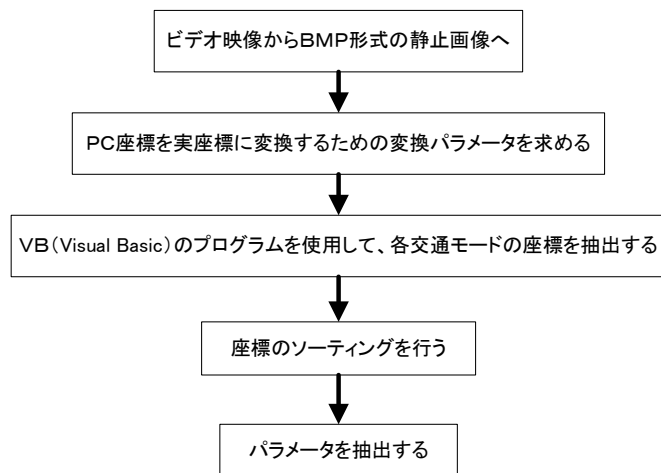 ビデオ映像からＢＭＰ形式の静止画像へ
ＰＣ座標を実座標に変換するための変換パラメータを求める
ＶＢ（Visual Basic）のプログラムを使用して、各交通モードの座標を抽出する
座標のソーティングを行う
パラメータを抽出する